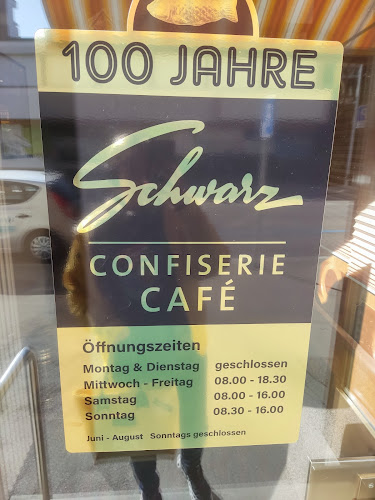 100 JAHRE
Schwarz
CONFISERIE
CAFÉ
Öffnungszeiten
Montag & Dienstag geschlossen
Mittwoch - Freitag 08.00 - 18.30
Samstag 08.00 - 16.00
Sonntag 08.30 - 16.00
Juni - August Sonntags geschlossen